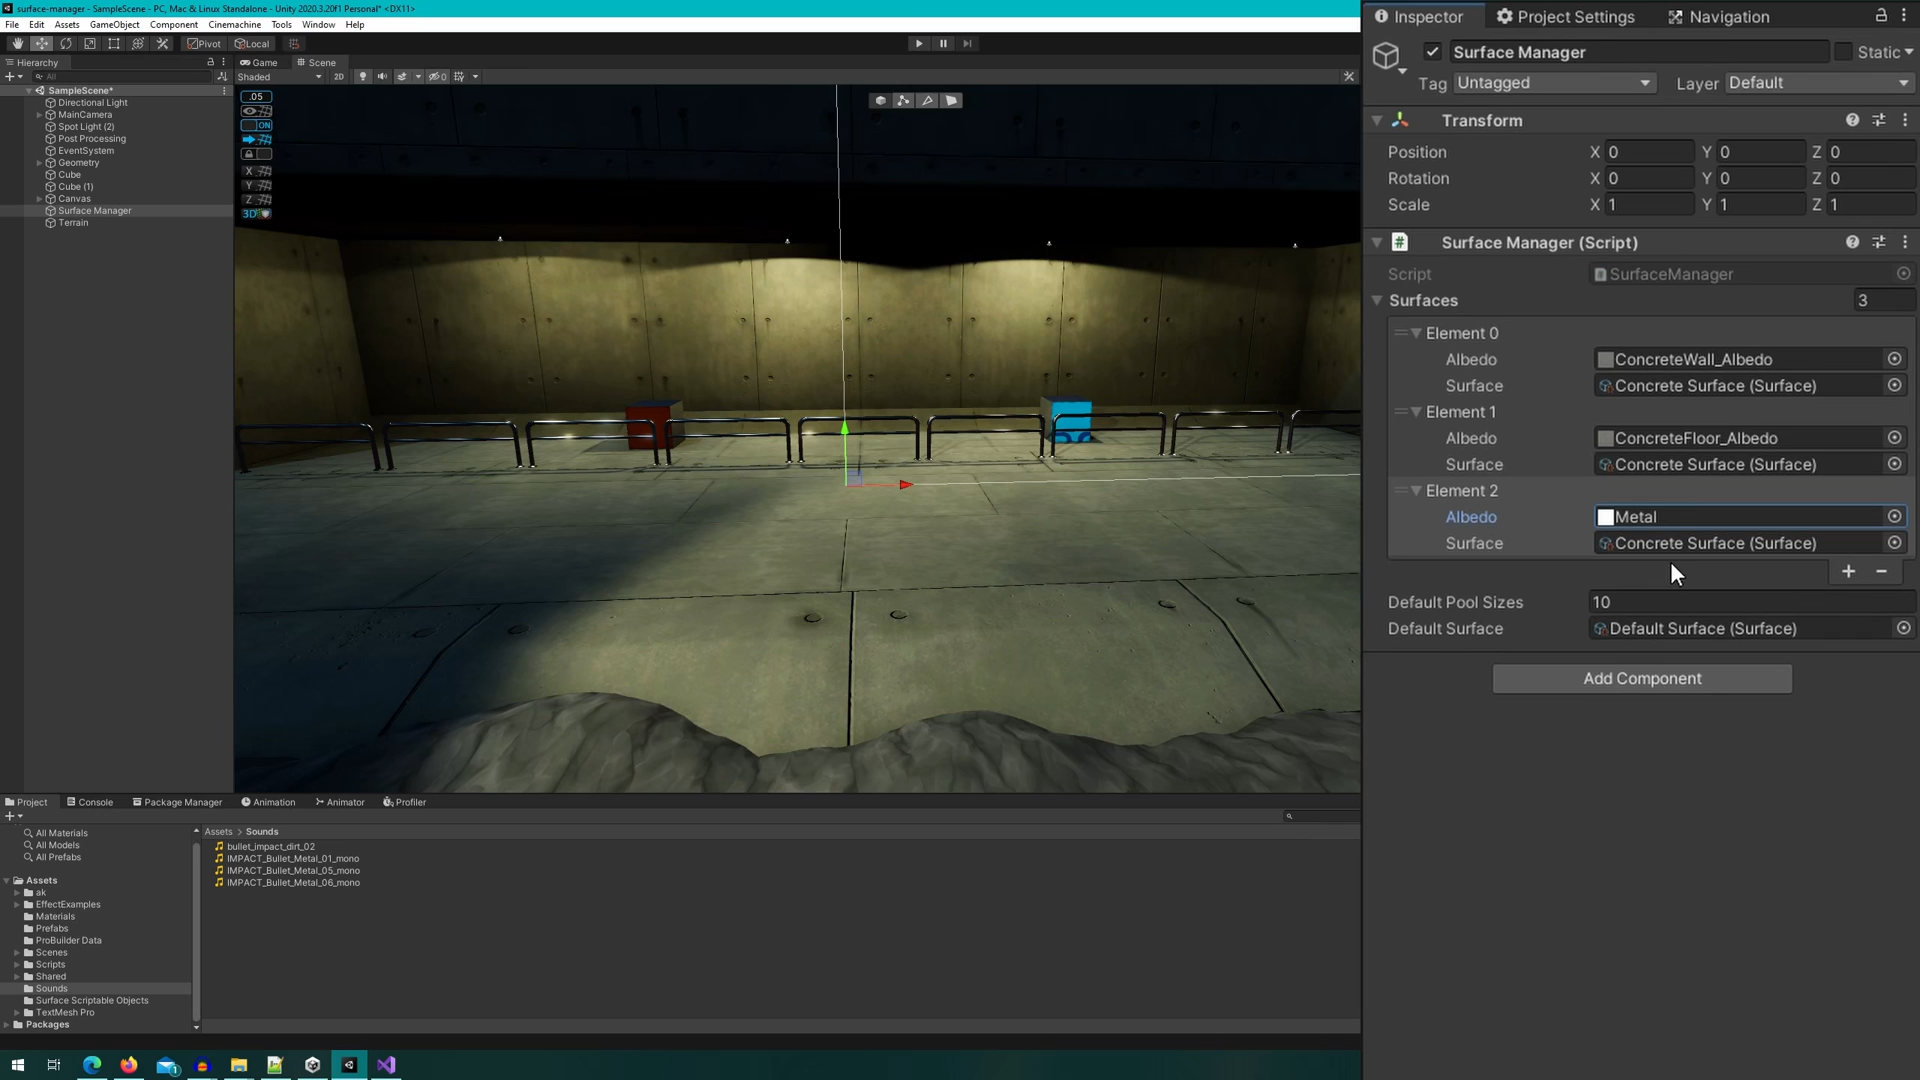 surface-manager - SampleScene - PC, Mac & Linux Standalone - Unity 2020.3.20f1 Personal* <DX11>
File Edit Assets GameObject Component Cinemachine Tools Window Help
Pivot Local
Hierarchy
All
SampleScene*
Directional Light
MainCamera
Spot Light (2)
Post Processing
EventSystem
Geometry
Cube
Cube (1)
Canvas
Surface Manager
Terrain
Game Scene
Shaded 2D 0
.05
ON
X
Y
Z
3D
Inspector Project Settings Navigation
Surface Manager Static
Tag Untagged Layer Default
Transform
Position X 0 Y 0 Z 0
Rotation X 0 Y 0 Z 0
Scale X 1 Y 1 Z 1
# Surface Manager (Script)
Script SurfaceManager
Surfaces 3
Element 0
Albedo ConcreteWall_Albedo
Surface Concrete Surface (Surface)
Element 1
Albedo ConcreteFloor_Albedo
Surface Concrete Surface (Surface)
Element 2
Albedo Metal
Surface Concrete Surface (Surface)
+ −
Default Pool Sizes 10
Default Surface Default Surface (Surface)
Add Component
Project Console Package Manager Animation Animator Profiler
All Materials
All Models
All Prefabs
Assets
ak
EffectExamples
Materials
Prefabs
ProBuilder Data
Scenes
Scripts
Shared
Sounds
Surface Scriptable Objects
TextMesh Pro
Packages
Assets > Sounds
bullet_impact_dirt_02
IMPACT_Bullet_Metal_01_mono
IMPACT_Bullet_Metal_05_mono
IMPACT_Bullet_Metal_06_mono
1